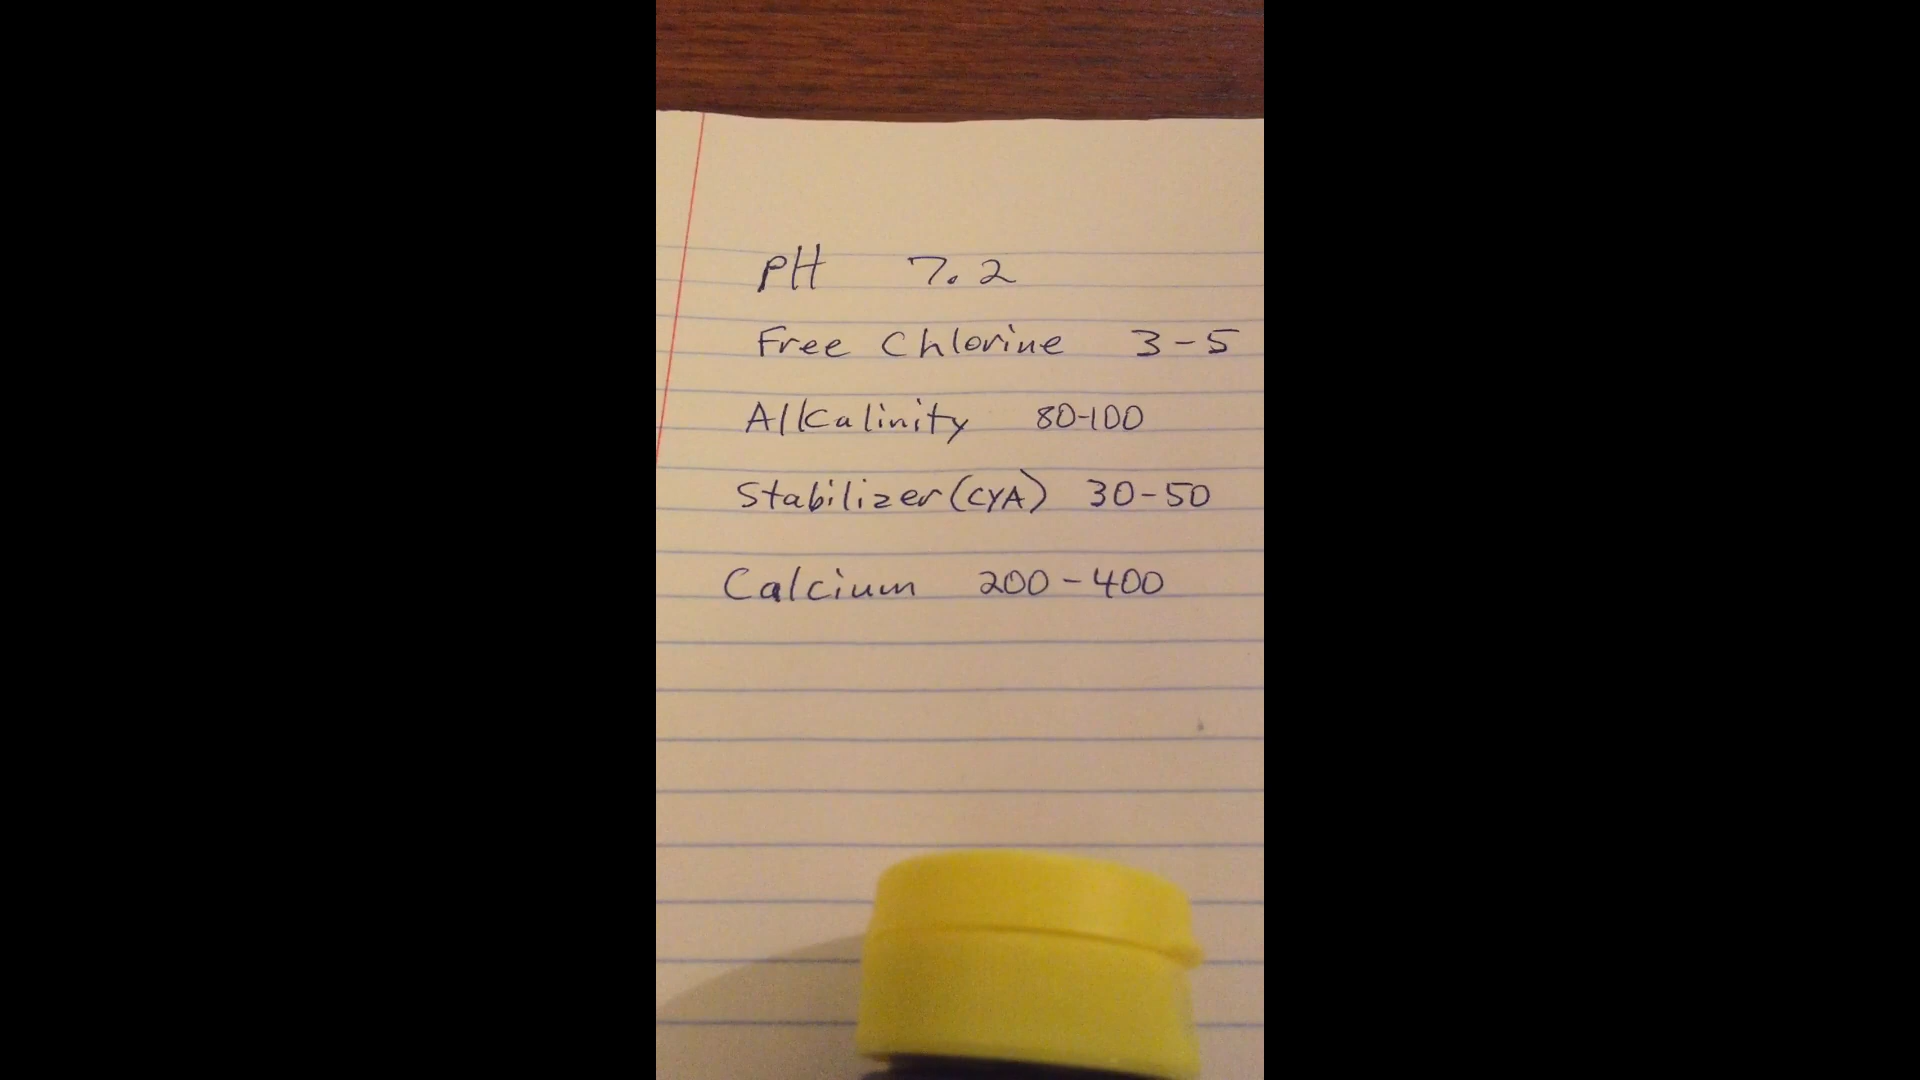 pH 7.2
Free Chlorine 3-5
Alkalinity 80-100
Stabilizer (CYA) 30-50
Calcium 200-400